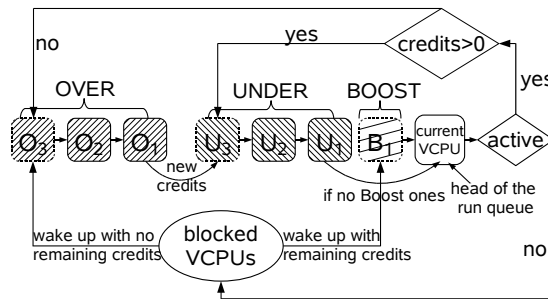 no
yes
credits>0
OVER
UNDER
BOOST
yes
O3
O2
O1
U3
U2
U1
B1
current
VCPU
active
new
credits
if no Boost ones
head of the
run queue
wake up with no
remaining credits
blocked
VCPUs
wake up with
remaining credits
no